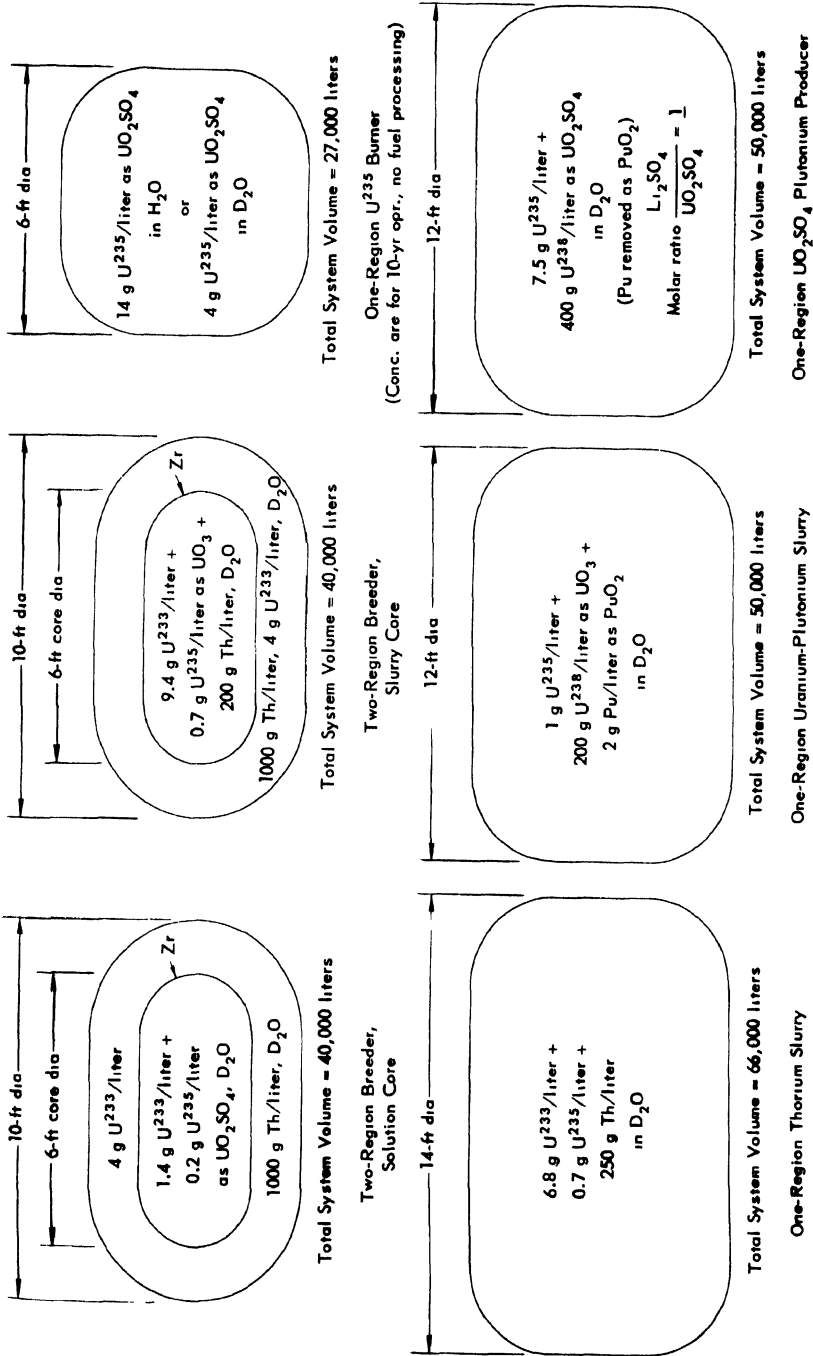 10-ft dia
6-ft core dia
4 g U²³³/liter
Zr
1.4 g U²³³/liter +
0.2 g U²³⁵/liter
as UO₂SO₄, D₂O
1000 g Th/liter, D₂O
Total System Volume = 40,000 liters
Two-Region Breeder,
Solution Core
10-ft dia
6-ft core dia
Zr
9.4 g U²³³/liter +
0.7 g U²³⁵/liter as UO₃ +
200 g Th/liter, D₂O
1000 g Th/liter, 4 g U²³³/liter, D₂O
Total System Volume = 40,000 liters
Two-Region Breeder,
Slurry Core
6-ft dia
14 g U²³⁵/liter as UO₂SO₄
in H₂O
or
4 g U²³⁵/liter as UO₂SO₄
in D₂O
Total System Volume = 27,000 liters
One-Region U²³⁵ Burner
(Conc. are for 10-yr opr., no fuel processing)
14-ft dia
6.8 g U²³³/liter +
0.7 g U²³⁵/liter +
250 g Th/liter
in D₂O
Total System Volume = 66,000 liters
One-Region Thorium Slurry
12-ft dia
1 g U²³⁵/liter +
200 g U²³⁸/liter as UO₃ +
2 g Pu/liter as PuO₂
in D₂O
Total System Volume = 50,000 liters
One-Region Uranium-Plutonium Slurry
12-ft dia
7.5 g U²³⁵/liter +
400 g U²³⁸/liter as UO₂SO₄
in D₂O
(Pu removed as PuO₂)
Li₂SO₄
Molar ratio = 1
UO₂SO₄
Total System Volume = 50,000 liters
One-Region UO₂SO₄ Plutonium Producer